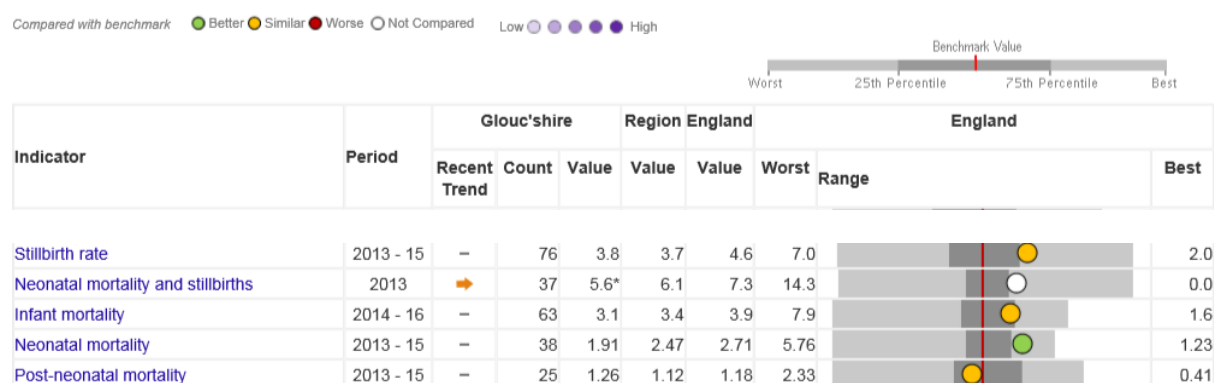 Compared with benchmark Better Similar Worse Not Compared Low High
Benchmark Value
Worst 25th Percentile 75th Percentile Best
Glouc'shire Region England England
Indicator Period Recent Trend Count Value Value Value Worst Range Best
Stillbirth rate 2013 - 15 – 76 3.8 3.7 4.6 7.0 2.0
Neonatal mortality and stillbirths 2013 37 5.6* 6.1 7.3 14.3 0.0
Infant mortality 2014 - 16 – 63 3.1 3.4 3.9 7.9 1.6
Neonatal mortality 2013 - 15 – 38 1.91 2.47 2.71 5.76 1.23
Post-neonatal mortality 2013 - 15 – 25 1.26 1.12 1.18 2.33 0.41